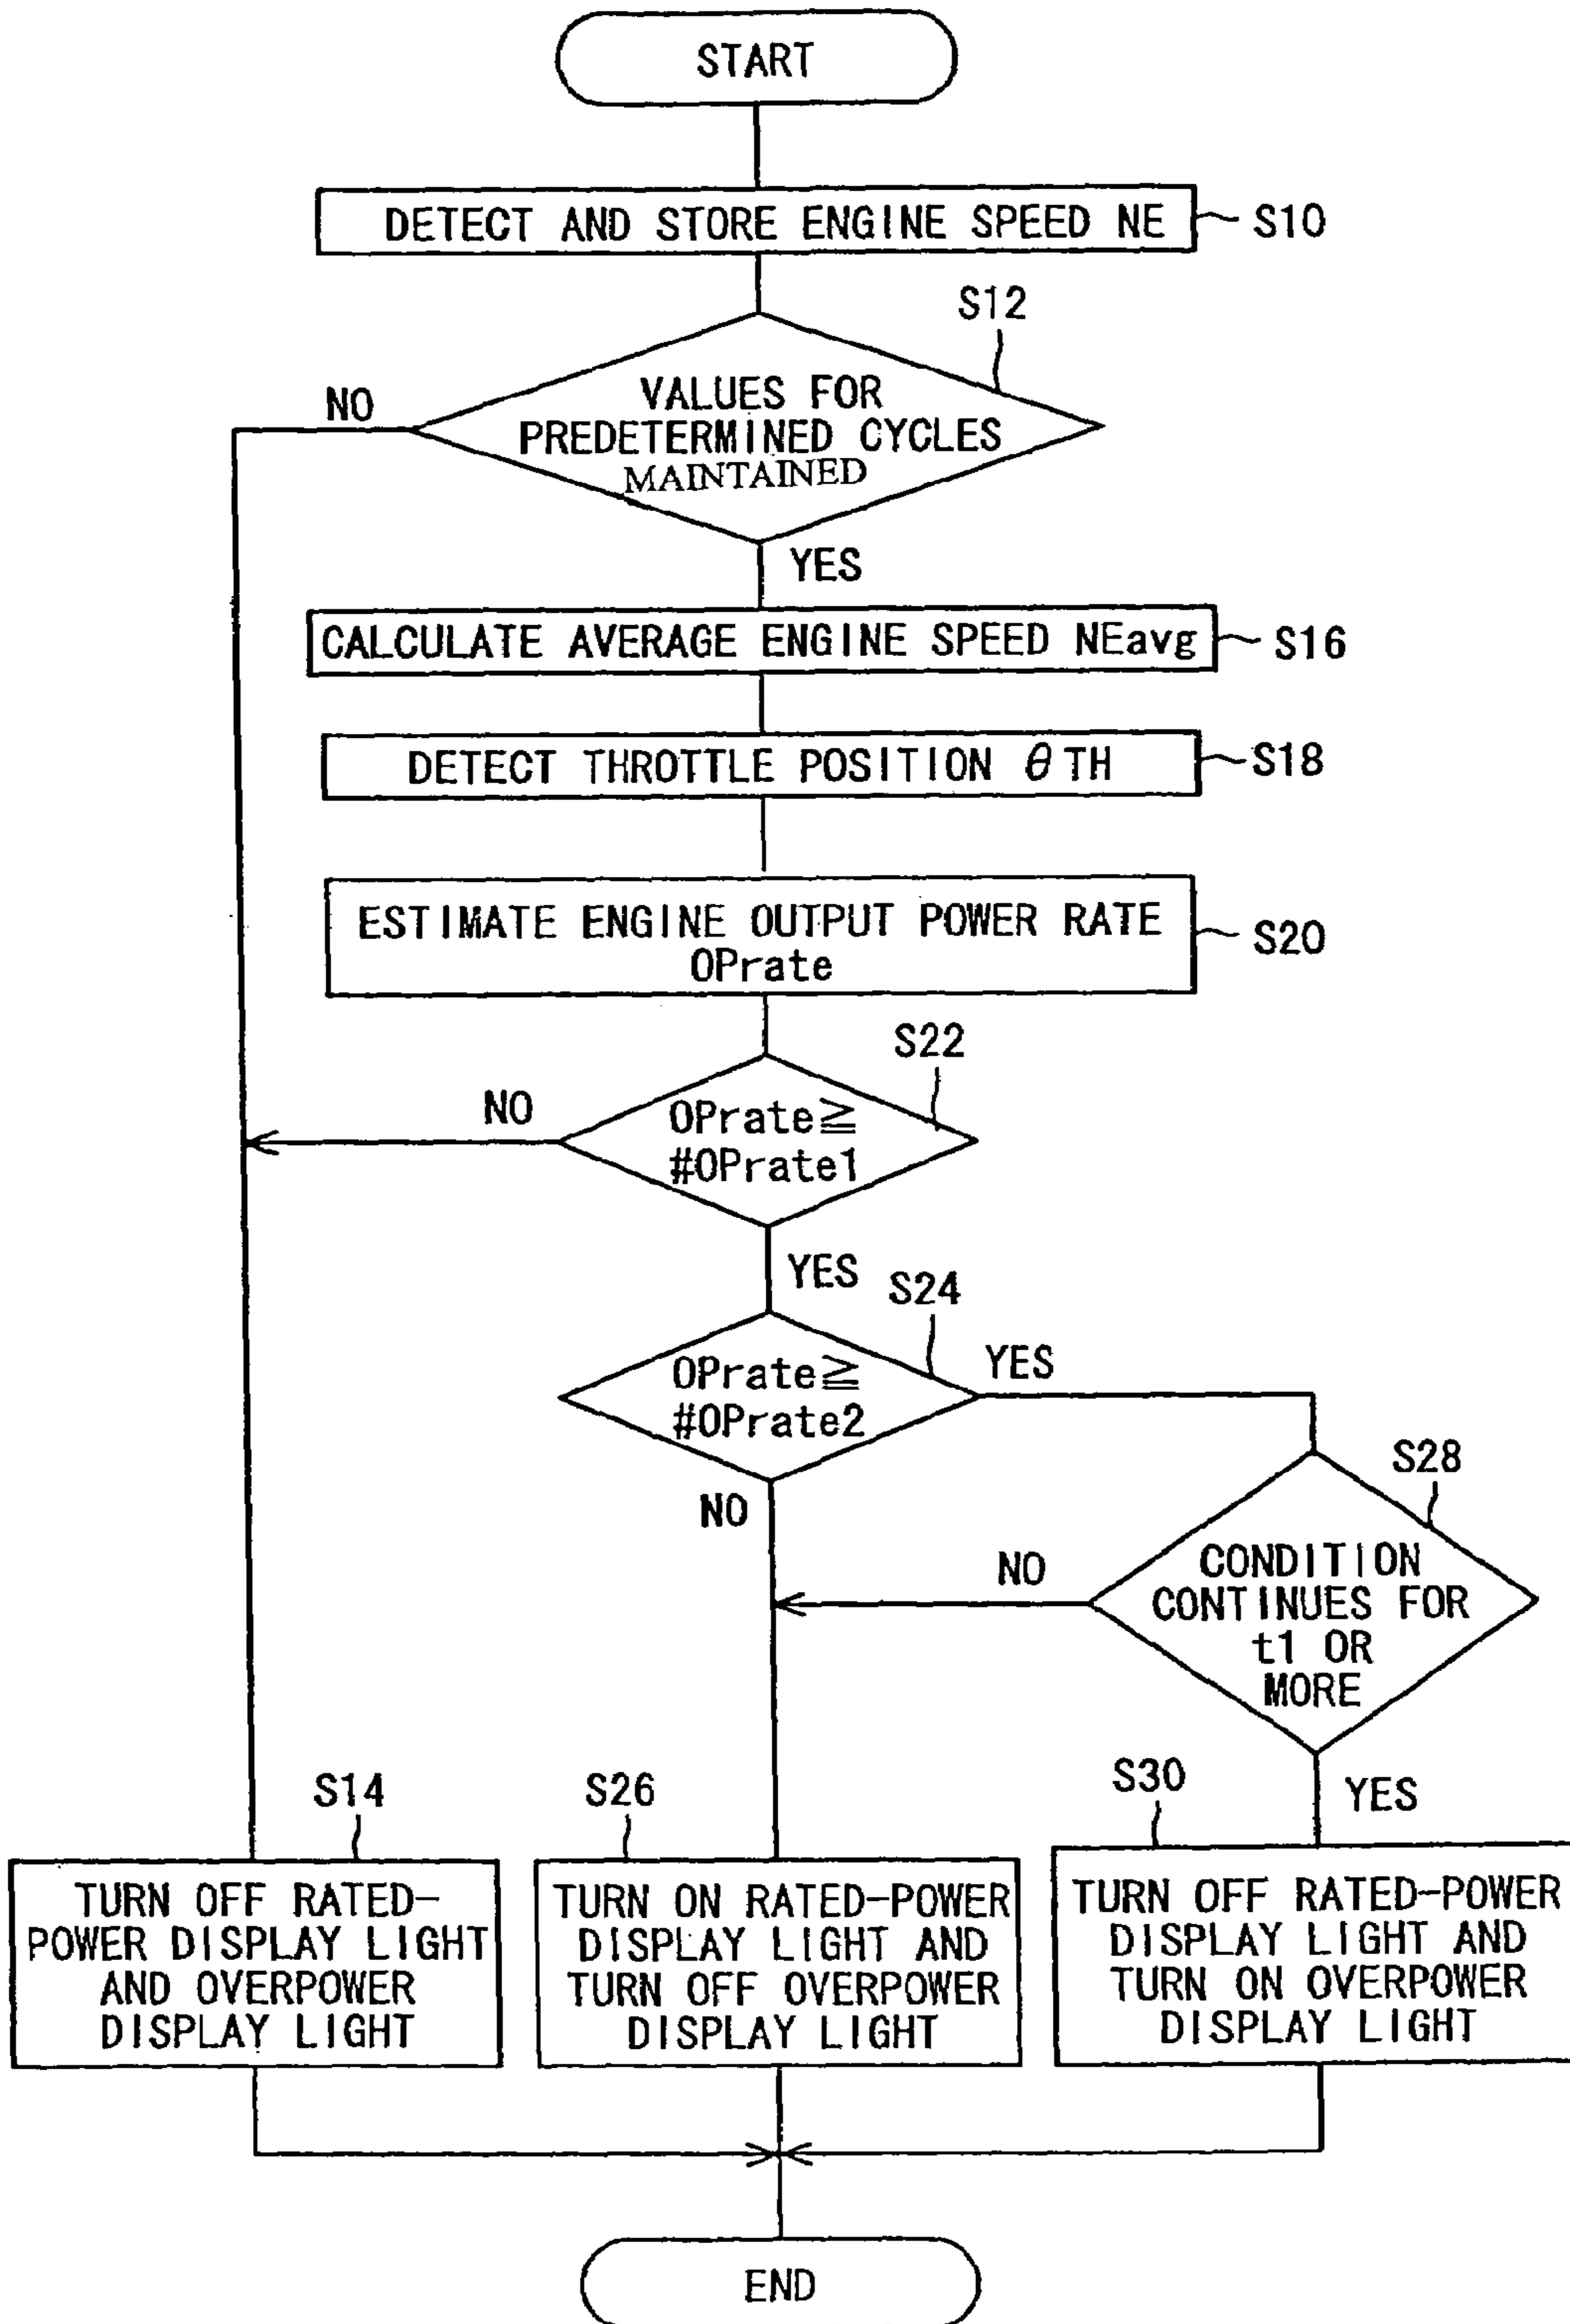 START
DETECT AND STORE ENGINE SPEED NE
S10
S12
VALUES FOR
PREDETERMINED CYCLES
MAINTAINED
NO
YES
CALCULATE AVERAGE ENGINE SPEED NEavg
S16
DETECT THROTTLE POSITION θTH
S18
ESTIMATE ENGINE OUTPUT POWER RATE
OPrate
S20
S22
OPrate≧
#OPrate1
NO
YES
S24
OPrate≧
#OPrate2
YES
NO
S28
CONDITION
CONTINUES FOR
t1 OR
MORE
NO
YES
S14
TURN OFF RATED-
POWER DISPLAY LIGHT
AND OVERPOWER
DISPLAY LIGHT
S26
TURN ON RATED-POWER
DISPLAY LIGHT AND
TURN OFF OVERPOWER
DISPLAY LIGHT
S30
TURN OFF RATED-POWER
DISPLAY LIGHT AND
TURN ON OVERPOWER
DISPLAY LIGHT
END